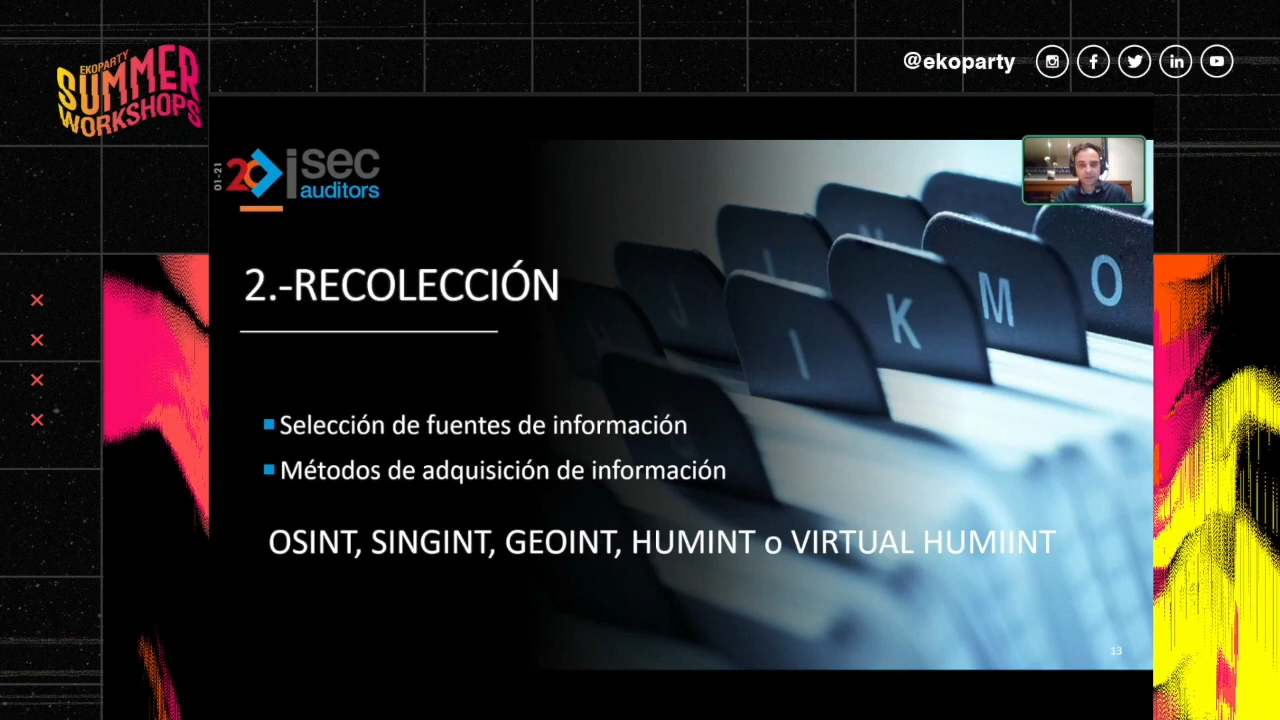 EKOPARTY
SUMMER
WORKSHOPS
@ekoparty
01-21
20
isec
auditors
2.-RECOLECCIÓN
Selección de fuentes de información
Métodos de adquisición de información
OSINT, SINGINT, GEOINT, HUMINT o VIRTUAL HUMIINT
J
I
K
M
O
13